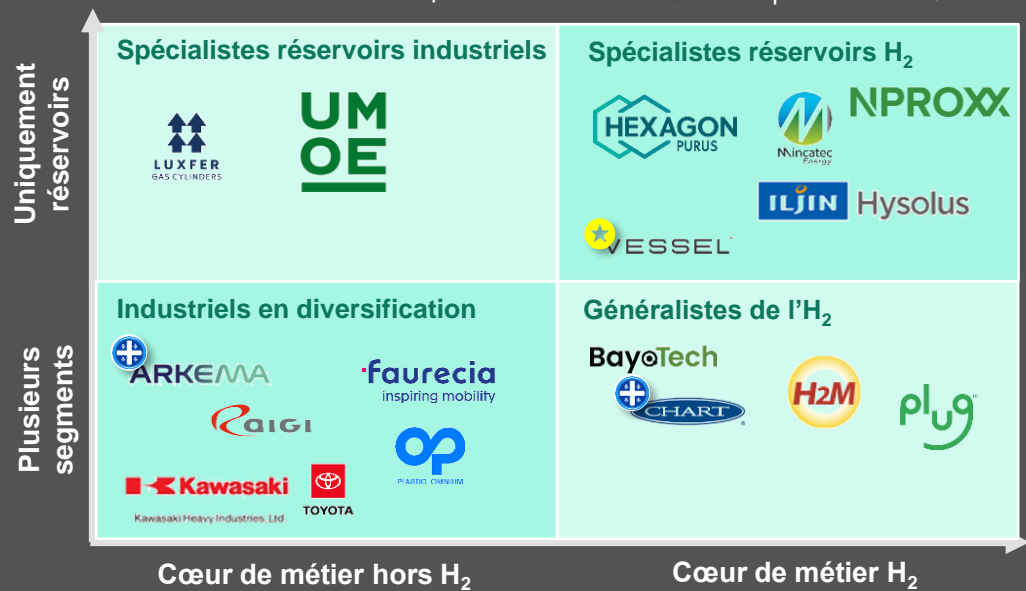 Uniquement
réservoirs
Spécialistes réservoirs industriels
LUXFER
GAS CYLINDERS
UM
OE
Spécialistes réservoirs H₂
HEXAGON
PURUS
Mincatec
Energy
NPROXX
ILJIN Hysolus
VESSEL
Plusieurs
segments
Industriels en diversification
ARKEMA
faurecia
inspiring mobility
RAIGI
OP
PLASTIC OMNIUM
Kawasaki
Kawasaki Heavy Industries, Ltd.
TOYOTA
Généralistes de l'H₂
BayoTech
CHART
H2M
plug
Cœur de métier hors H₂
Cœur de métier H₂